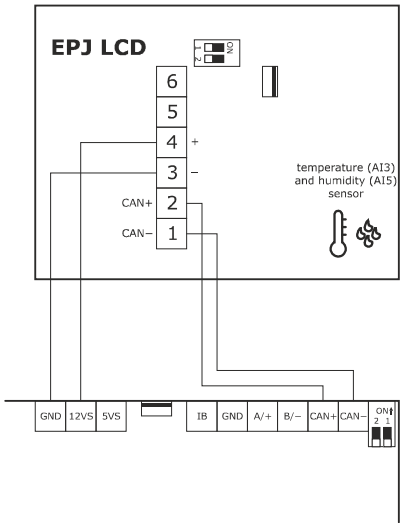 EPJ LCD
1 2 ON
6
5
4 +
3 −
CAN+ 2
CAN− 1
temperature (AI3)
and humidity (AI5)
sensor
GND 12VS 5VS IB GND A/+ B/− CAN+ CAN−
ON
2 1